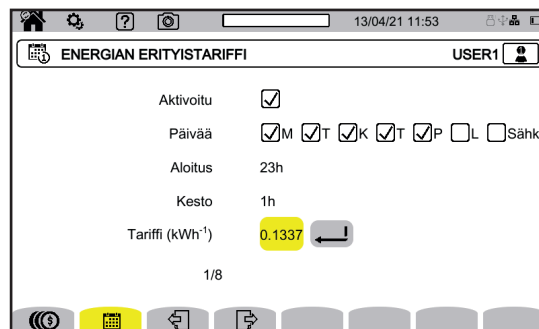 13/04/21 11:53
ENERGIAN ERITYISTARIFFI USER1
Aktivoitu
Päivää M T K T P L Sähk
Aloitus 23h
Kesto 1h
Tariffi (kWh-1) 0.1337
1/8